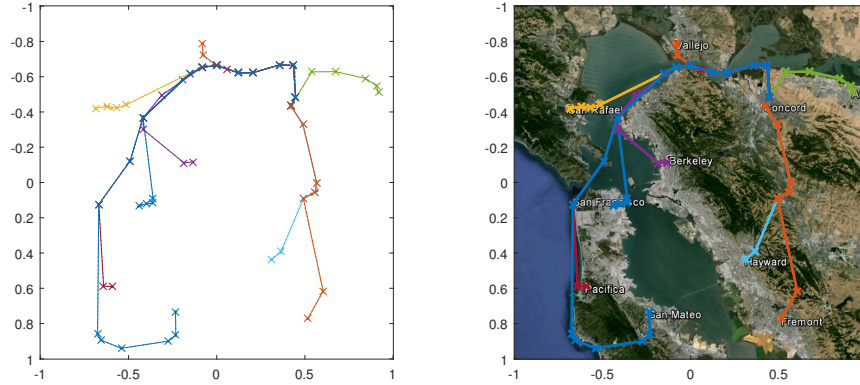 -1
-0.8
-0.6
-0.4
-0.2
0
0.2
0.4
0.6
0.8
1
-1 -0.5 0 0.5 1
-1
-0.8
-0.6
-0.4
-0.2
0
0.2
0.4
0.6
0.8
1
-1 -0.5 0 0.5 1
Vallejo
A
San Rafael
Concord
Berkeley
San Francisco
Hayward
Pacifica
San Mateo
Fremont